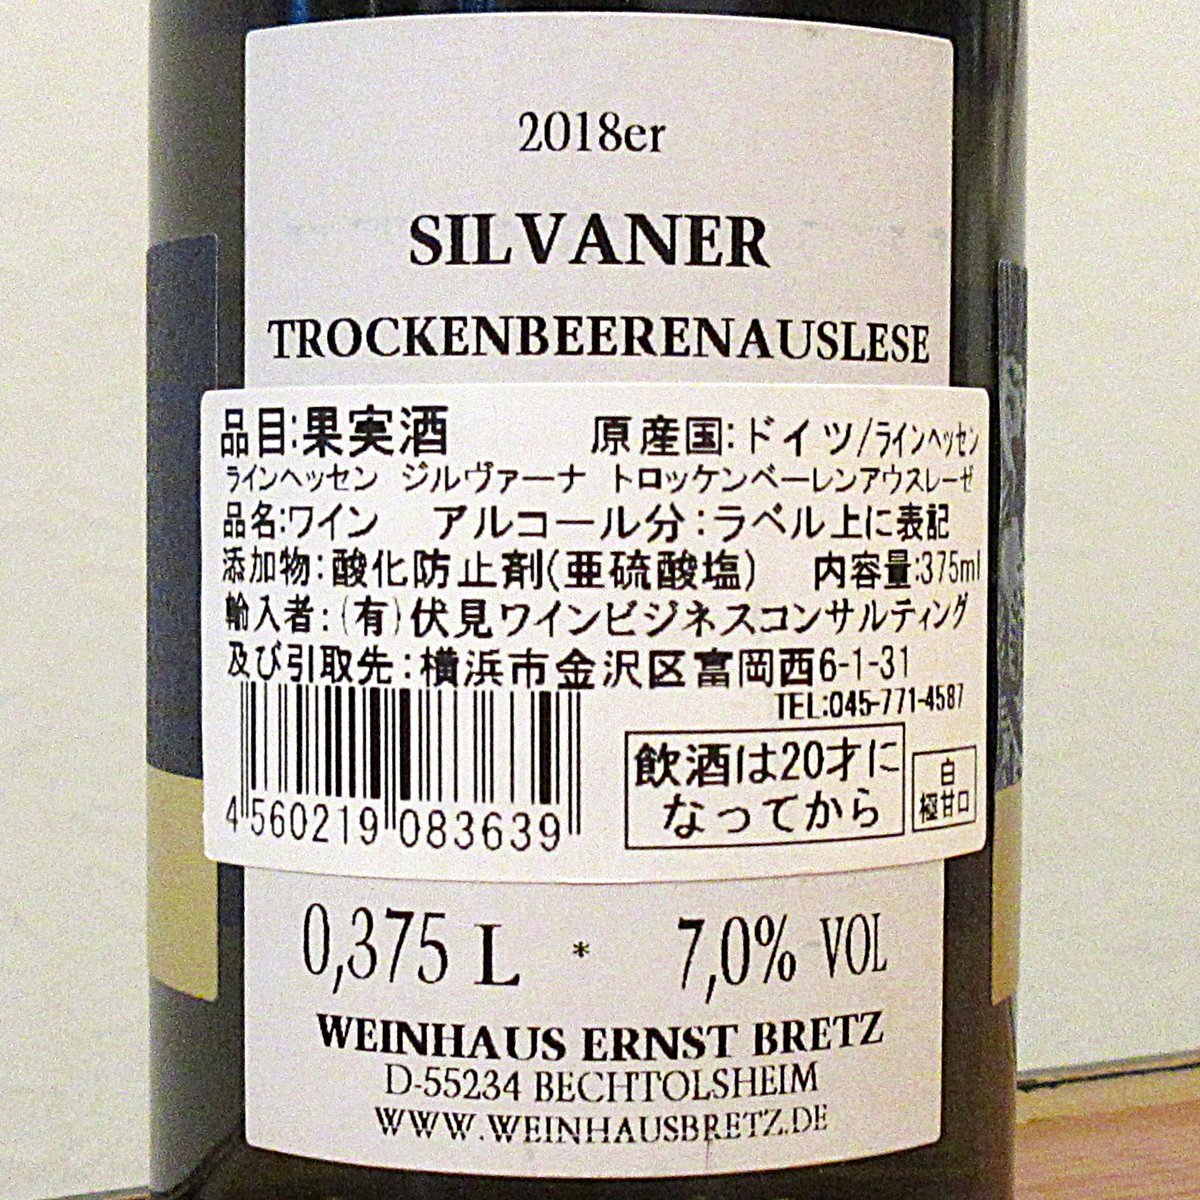 2018er
SILVANER
TROCKENBEERENAUSLESE
品目:果実酒 原産国:ドイツ/ラインヘッセン
ラインヘッセン ジルヴァーナ トロッケンベーレンアウスレーゼ
品名:ワイン アルコール分:ラベル上に表記
添加物:酸化防止剤(亜硫酸塩) 内容量:375ml
輸入者:(有)伏見ワインビジネスコンサルティング
及び引取先:横浜市金沢区富岡西6-1-31
TEL:045-771-4587
飲酒は20才に
なってから
白
極甘口
4560219083639
0,375 L * 7,0% VOL
WEINHAUS ERNST BRETZ
D-55234 BECHTOLSHEIM
WWW.WEINHAUSBRETZ.DE